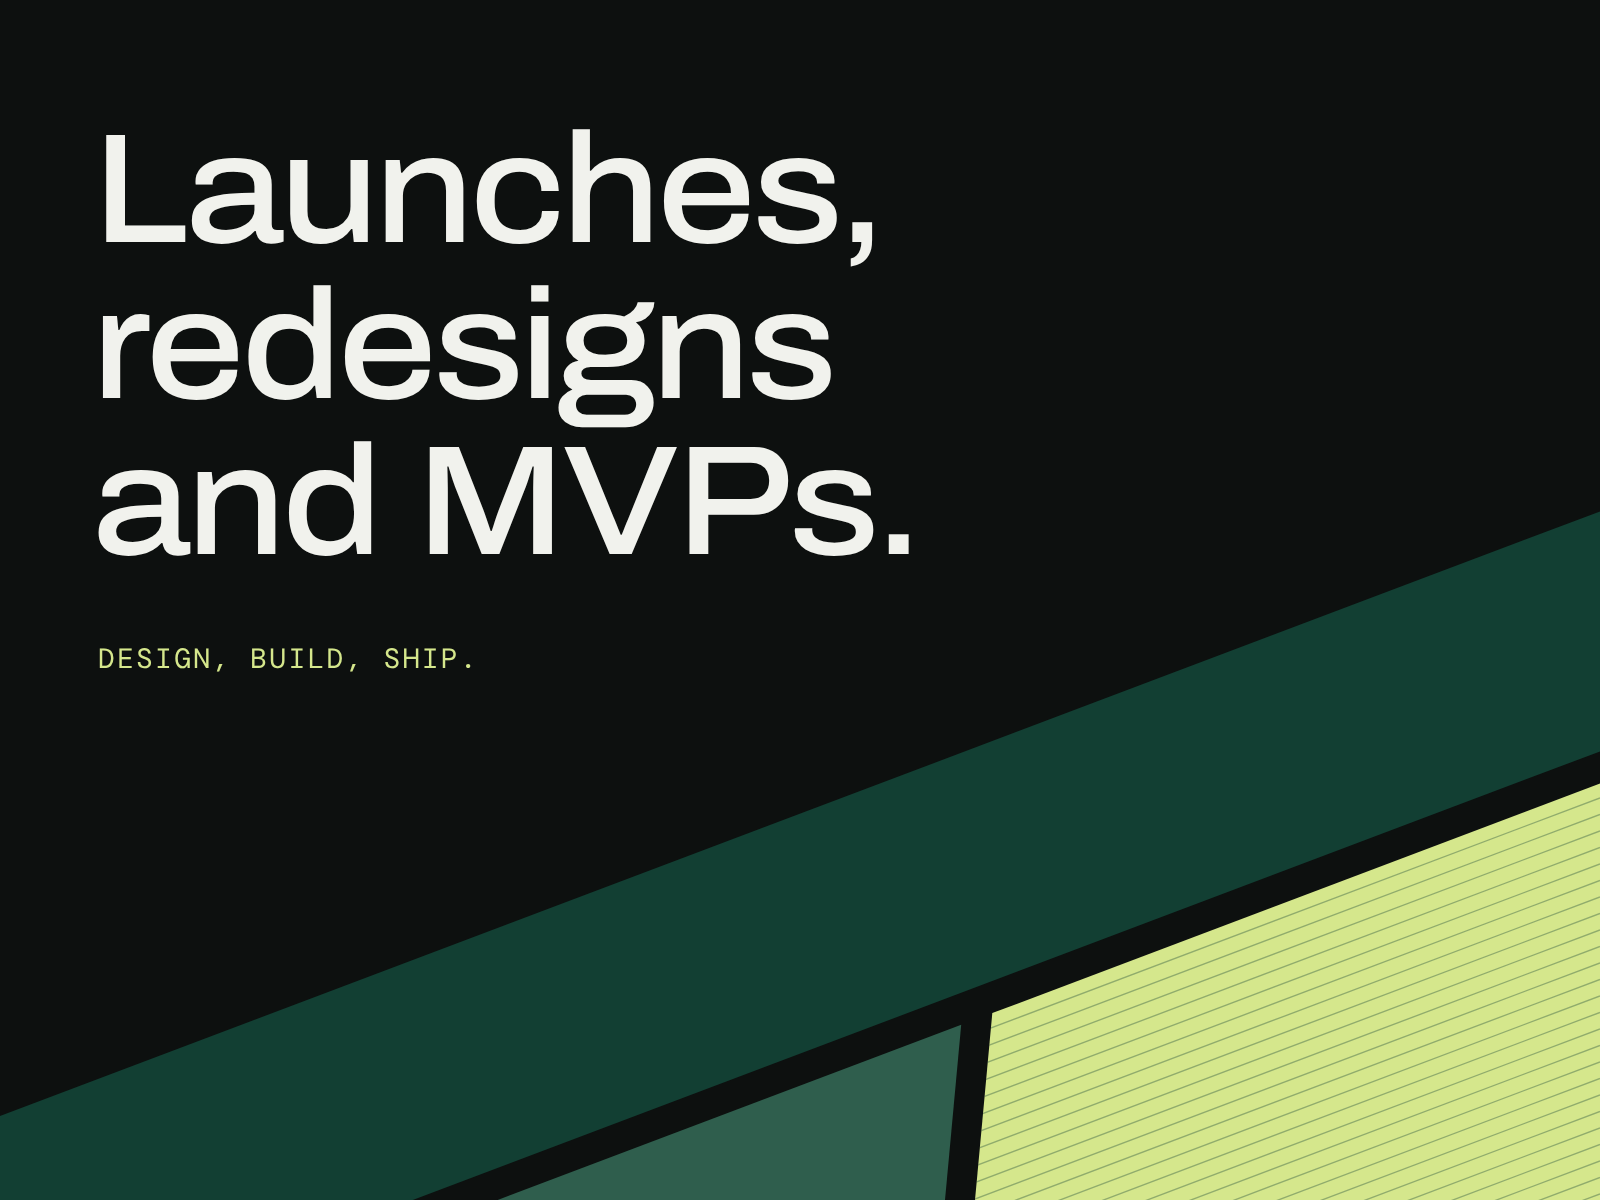 Launches,
redesigns
and MVPs.
DESIGN, BUILD, SHIP.